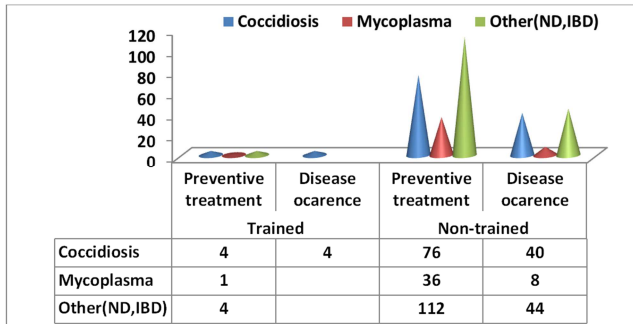 Coccidiosis Mycoplasma Other(ND,IBD)
120
100
80
60
40
20
0
Preventive treatment Disease ocarence Preventive treatment Disease ocarence
Trained Non-trained
Coccidiosis 4 4 76 40
Mycoplasma 1 36 8
Other(ND,IBD) 4 112 44